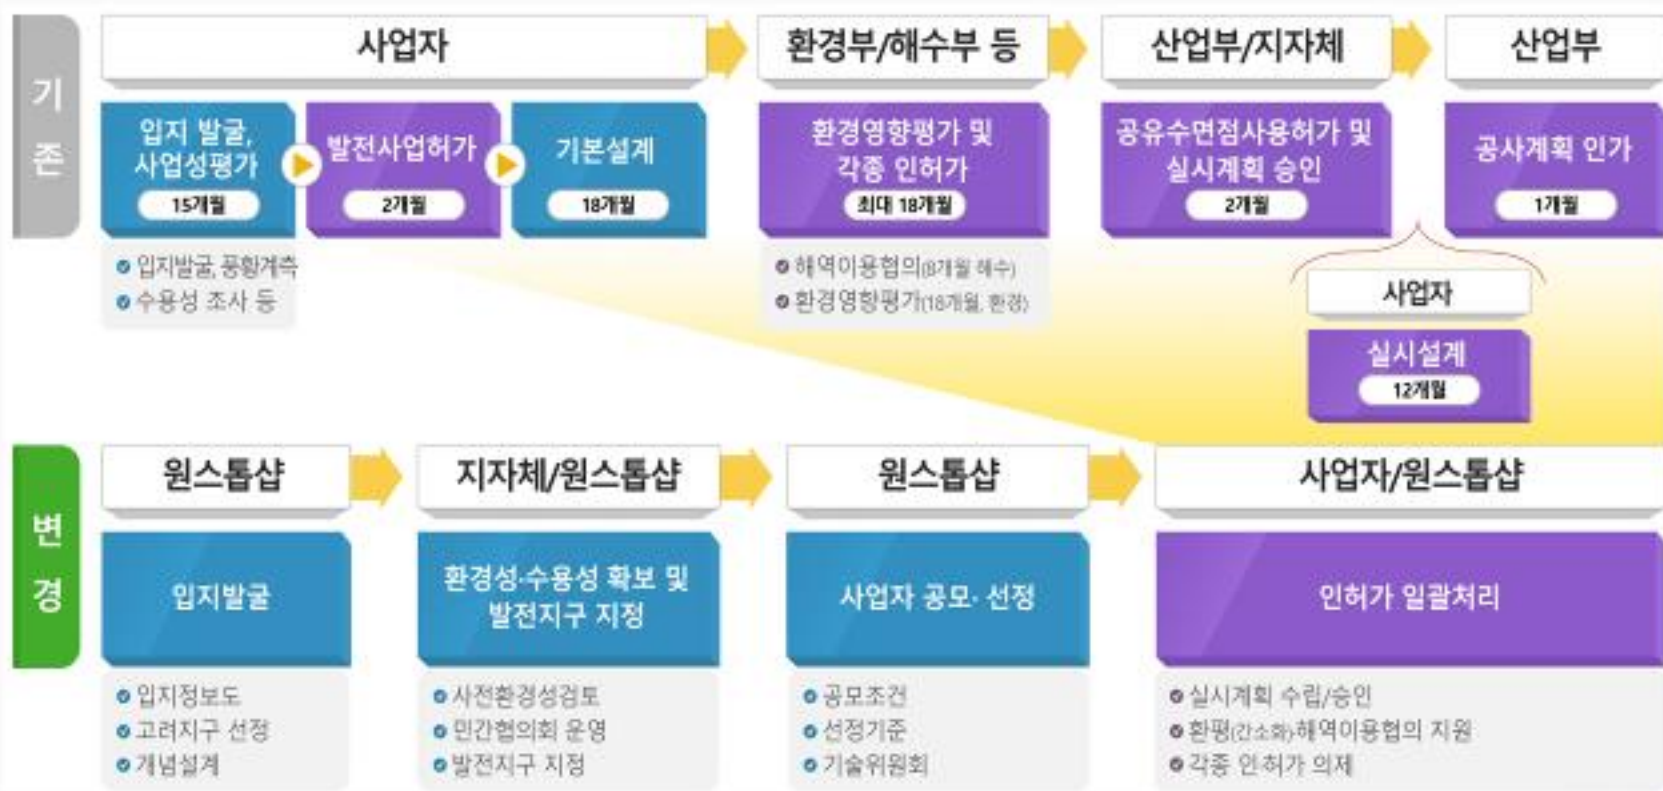 기존
사업자
환경부/해수부 등
산업부/지자체
산업부
입지 발굴,
사업성평가
15개월
발전사업허가
2개월
기본설계
18개월
환경영향평가 및
각종 인허가
최대 18개월
공유수면점사용허가 및
실시계획 승인
2개월
공사계획 인가
1개월
입지발굴, 풍황계측
수용성 조사 등
해역이용협의(8개월 해수)
환경영향평가(18개월, 환경)
사업자
실시설계
12개월
변경
원스톱샵
지자체/원스톱샵
원스톱샵
사업자/원스톱샵
입지발굴
환경성·수용성 확보 및
발전지구 지정
사업자 공모· 선정
인허가 일괄처리
입지정보도
고려지구 선정
개념설계
사전환경성검토
민간협의회 운영
발전지구 지정
공모조건
선정기준
기술위원회
실시계획 수립/승인
환평(간소화)·해역이용협의 지원
각종 인·허가 의제